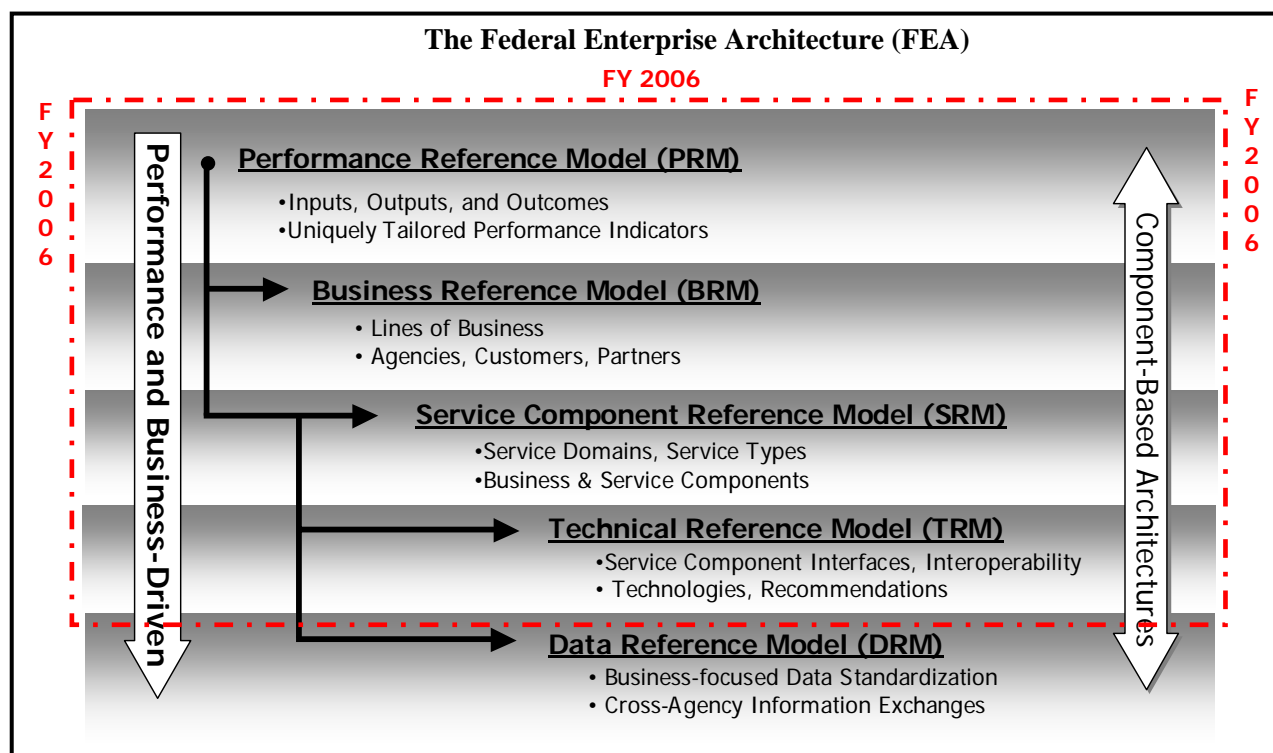 The Federal Enterprise Architecture (FEA)
FY 2006
FY2006
FY2006
Performance and Business-Driven
Performance Reference Model (PRM)
•Inputs, Outputs, and Outcomes
•Uniquely Tailored Performance Indicators
Business Reference Model (BRM)
• Lines of Business
• Agencies, Customers, Partners
Service Component Reference Model (SRM)
•Service Domains, Service Types
•Business & Service Components
Technical Reference Model (TRM)
•Service Component Interfaces, Interoperability
• Technologies, Recommendations
Data Reference Model (DRM)
• Business-focused Data Standardization
• Cross-Agency Information Exchanges
Component-Based Architectures